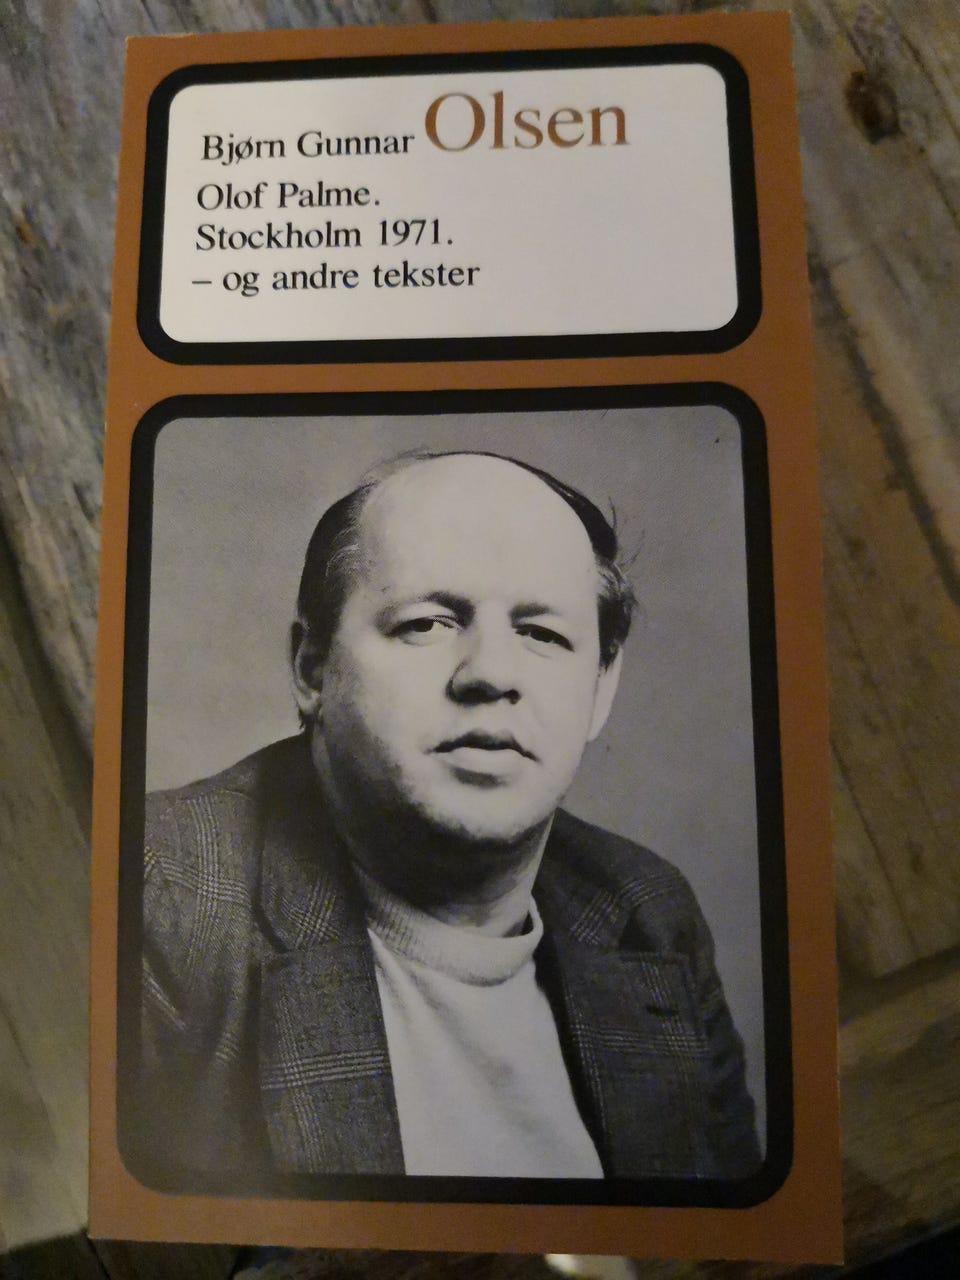 Bjørn Gunnar Olsen
Olof Palme.
Stockholm 1971.
– og andre tekster